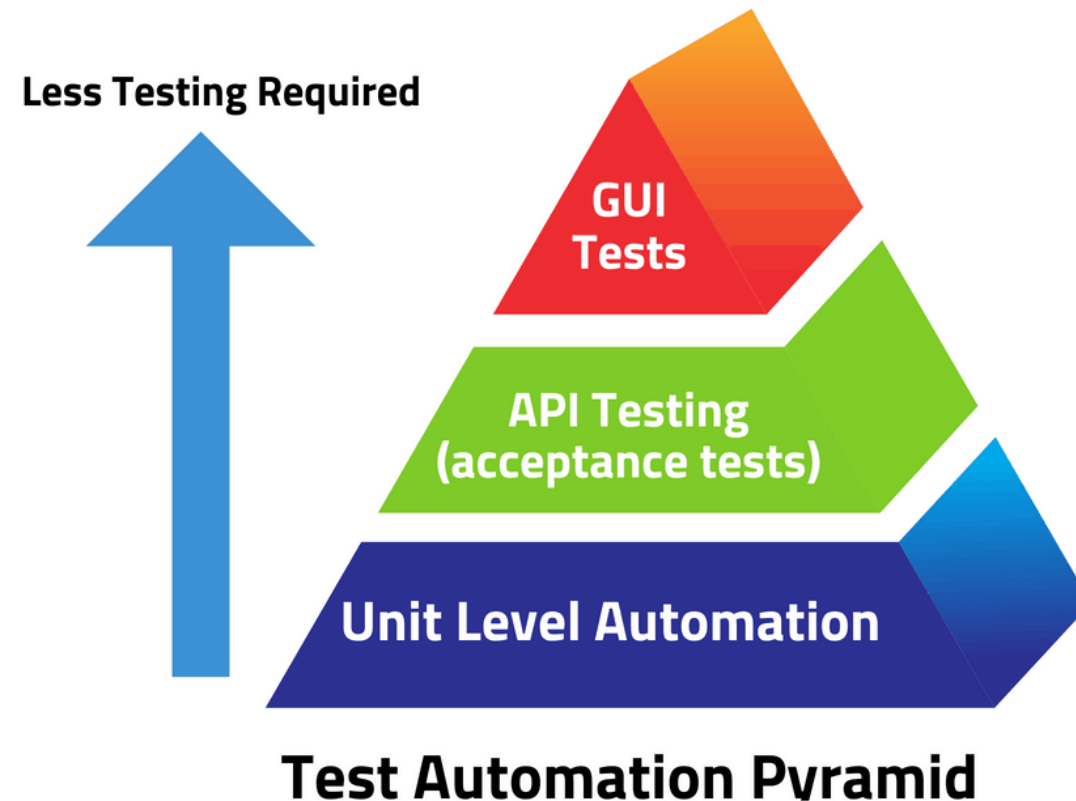 Less Testing Required
GUI
Tests
API Testing
(acceptance tests)
Unit Level Automation
Test Automation Pyramid